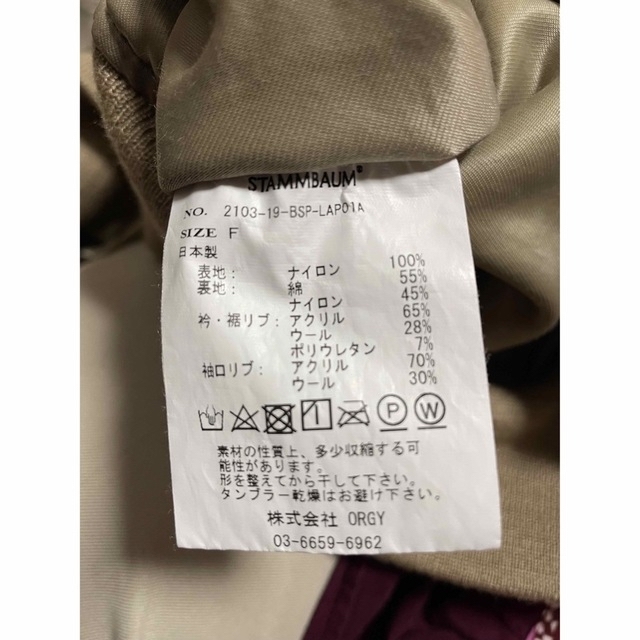 STAMMBAUM®
NO. 2103-19-BSP-LAP01A
SIZE F
日本製
表地: ナイロン 100%
裏地: 綿 55%
ナイロン 45%
衿・裾リブ: アクリル 65%
ウール 28%
ポリウレタン 7%
袖口リブ: アクリル 70%
ウール 30%
P W
素材の性質上、多少収縮する可
能性があります。
形を整えてから干して下さい。
タンブラー乾燥はお避け下さい。
株式会社 ORGY
03-6659-6962